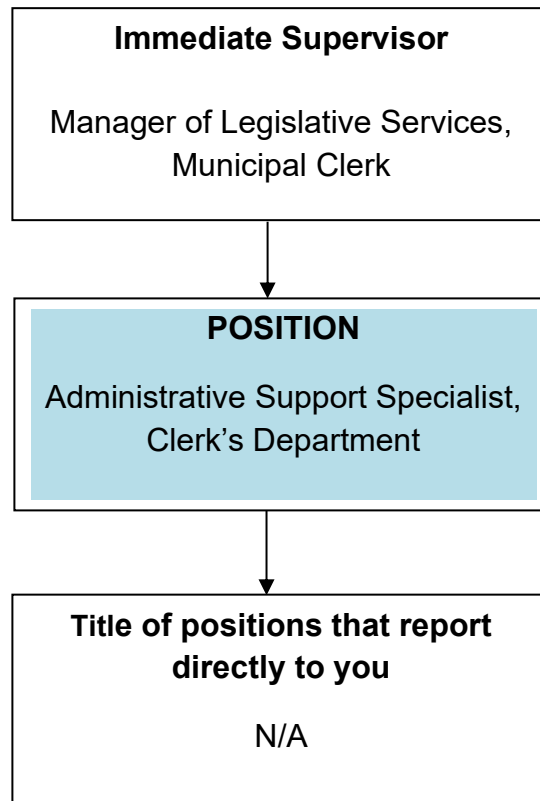 Immediate Supervisor
Manager of Legislative Services,
Municipal Clerk
POSITION
Administrative Support Specialist,
Clerk’s Department
Title of positions that report
directly to you
N/A